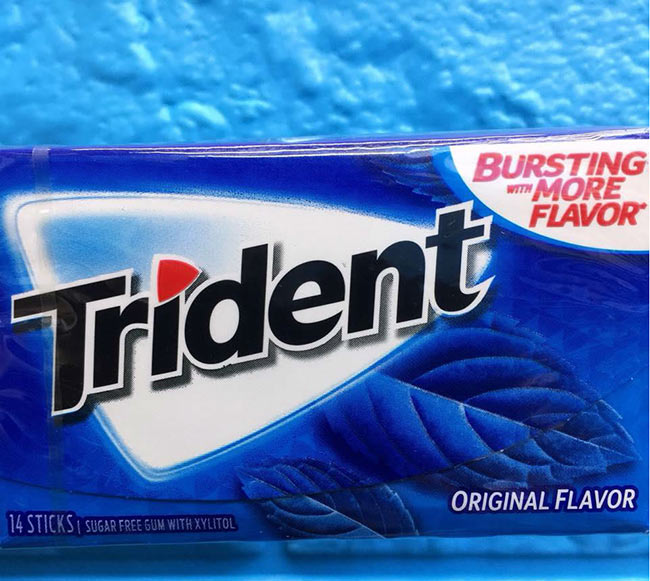 BURSTING
WITH MORE
FLAVOR*
Trident
ORIGINAL FLAVOR
14 STICKS | SUGAR FREE GUM WITH XYLITOL